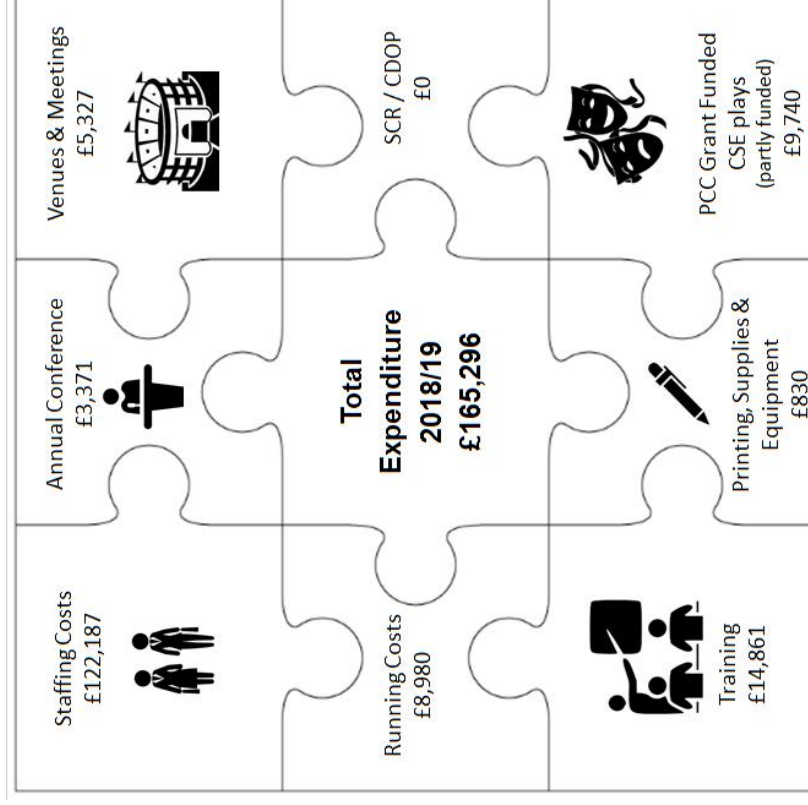 Staffing Costs
£122,187
Annual Conference
£3,371
Venues & Meetings
£5,327
Running Costs
£8,980
Total
Expenditure
2018/19
£165,296
SCR / CDOP
£0
Training
£14,861
Printing, Supplies &
Equipment
£830
PCC Grant Funded
CSE plays
(partly funded)
£9,740